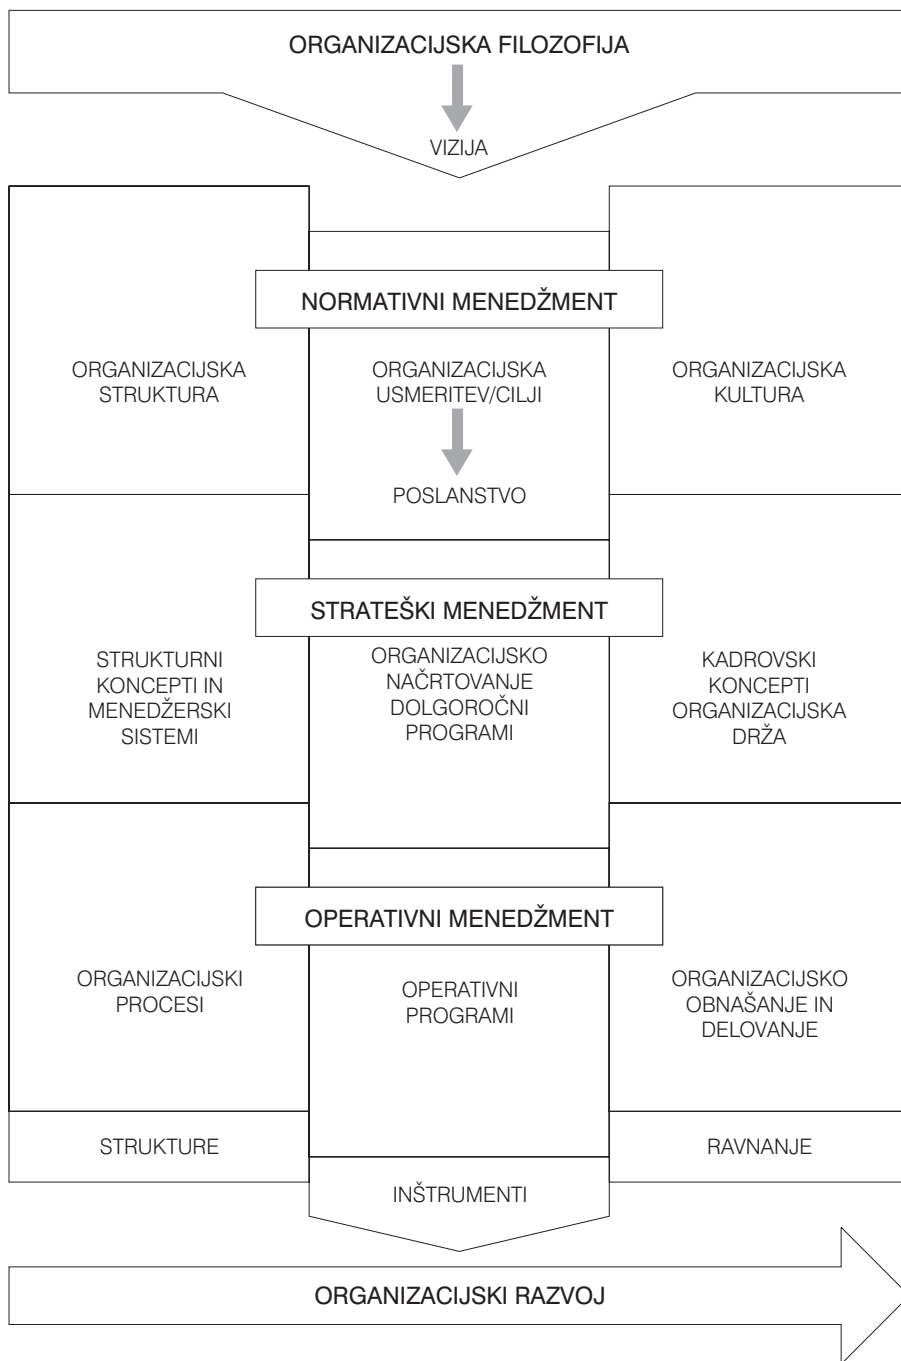 ORGANIZACIJSKA FILOZOFIJA
VIZIJA
NORMATIVNI MENEDŽMENT
ORGANIZACIJSKA
STRUKTURA
ORGANIZACIJSKA
USMERITEV/CILJI
ORGANIZACIJSKA
KULTURA
POSLANSTVO
STRATEŠKI MENEDŽMENT
STRUKTURNI
KONCEPTI IN
MENEDŽERSKI
SISTEMI
ORGANIZACIJSKO
NAČRTOVANJE
DOLGOROČNI
PROGRAMI
KADROVSKI
KONCEPTI
ORGANIZACIJSKA
DRŽA
OPERATIVNI MENEDŽMENT
ORGANIZACIJSKI
PROCESI
OPERATIVNI
PROGRAMI
ORGANIZACIJSKO
OBNAŠANJE IN
DELOVANJE
STRUKTURE
INŠTRUMENTI
RAVNANJE
ORGANIZACIJSKI RAZVOJ